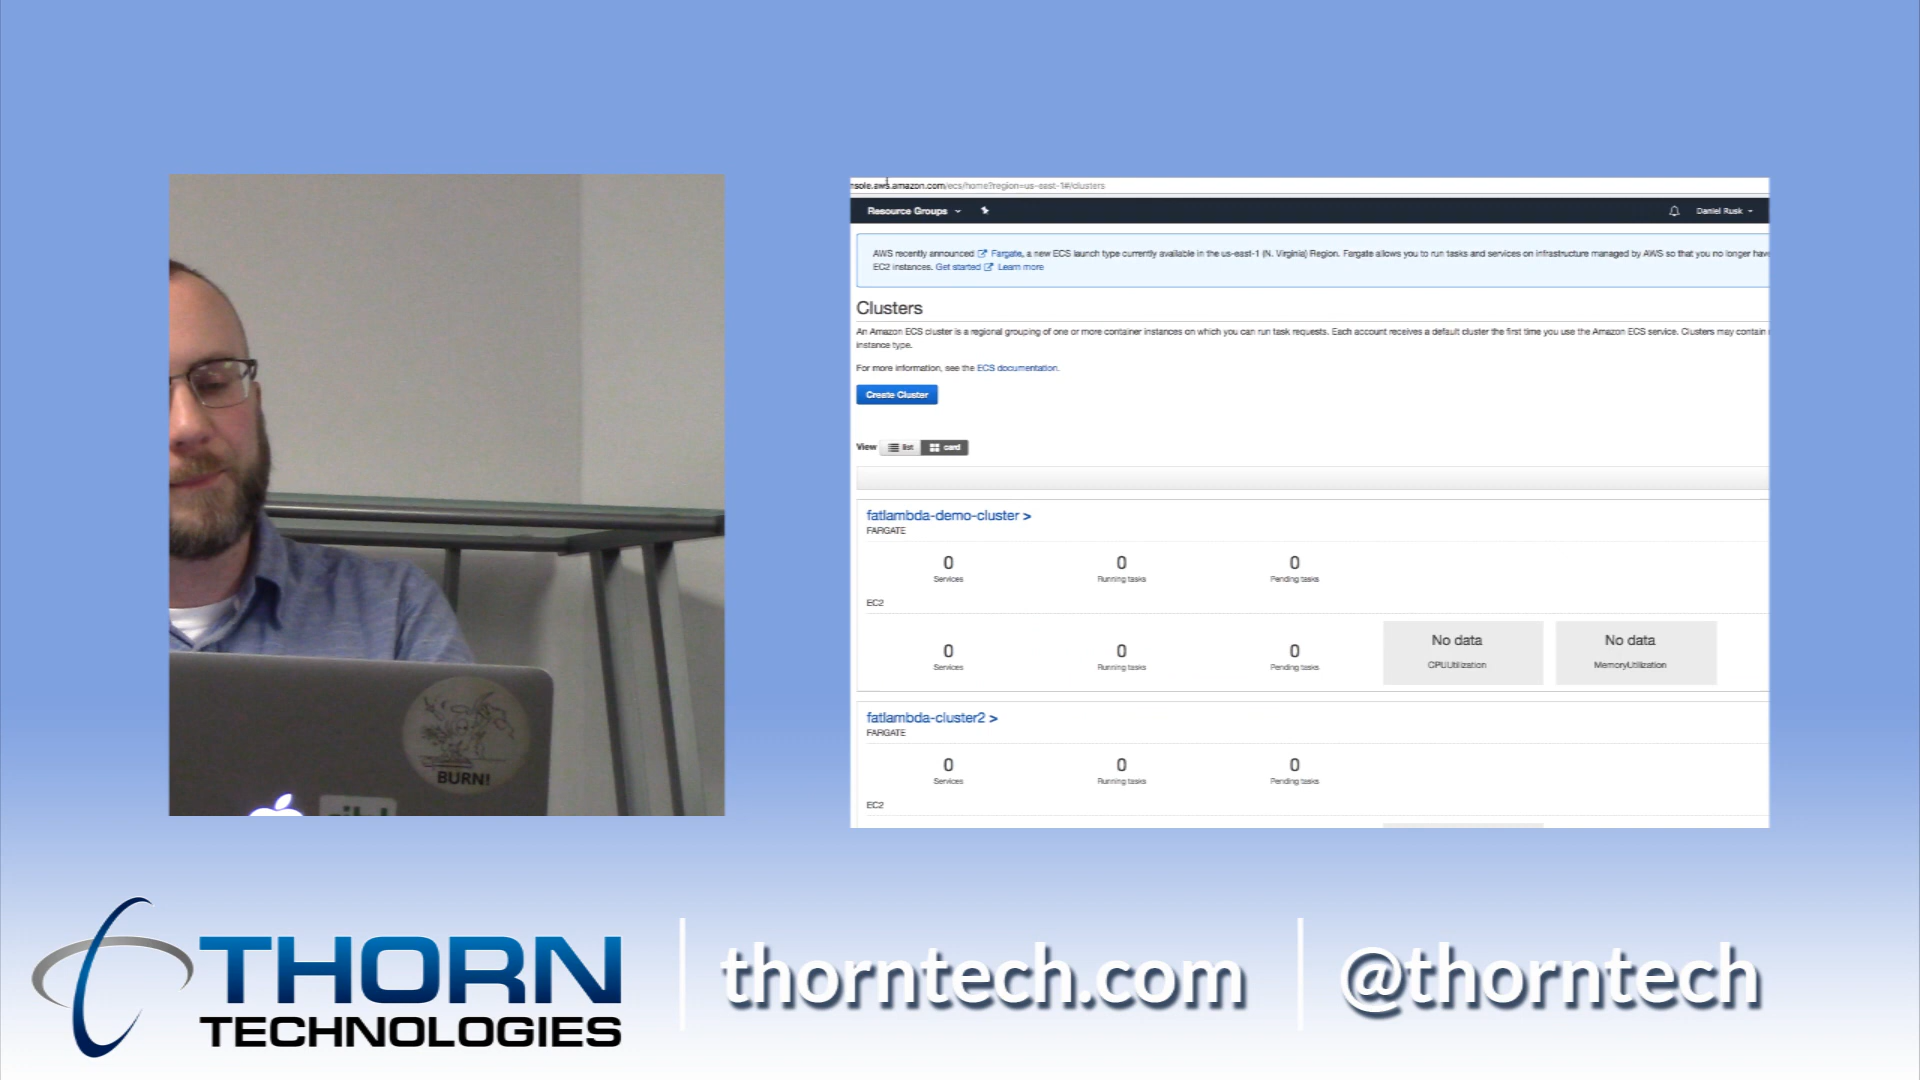 nsole.aws.amazon.com/ecs/home?region=us-east-1#/clusters
Resource Groups
Daniel Rusk
AWS recently announced Fargate, a new ECS launch type currently available in the us-east-1 (N. Virginia) Region. Fargate allows you to run tasks and services on infrastructure managed by AWS so that you no longer have
EC2 instances. Get started Learn more
Clusters
An Amazon ECS cluster is a regional grouping of one or more container instances on which you can run task requests. Each account receives a default cluster the first time you use the Amazon ECS service. Clusters may contain
instance type.
For more information, see the ECS documentation.
Create Cluster
View list card
fatlambda-demo-cluster >
FARGATE
0 0 0
Services Running tasks Pending tasks
EC2
0 0 0 No data No data
Services Running tasks Pending tasks CPUUtilization MemoryUtilization
fatlambda-cluster2 >
FARGATE
0 0 0
Services Running tasks Pending tasks
EC2
BURN!
THORN
TECHNOLOGIES
thorntech.com
@thorntech